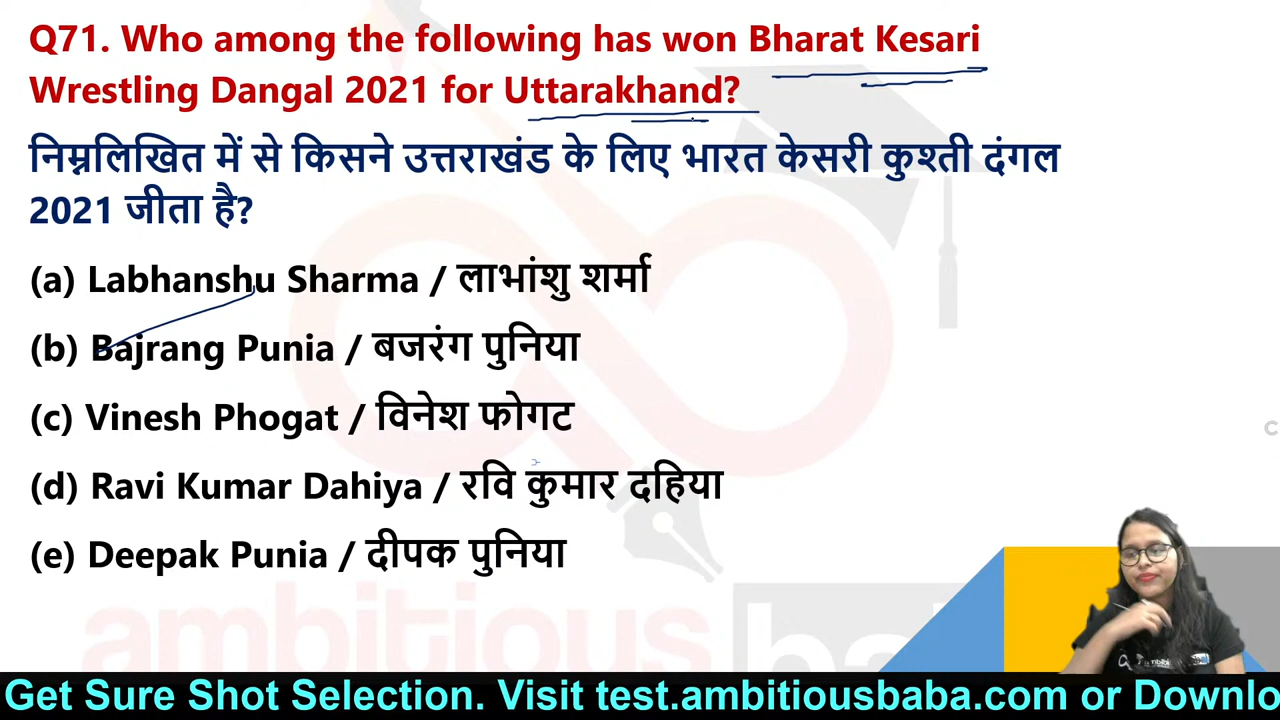 Q71. Who among the following has won Bharat Kesari
Wrestling Dangal 2021 for Uttarakhand?
निम्नलिखित में से किसने उत्तराखंड के लिए भारत केसरी कुश्ती दंगल
2021 जीता है?
(a) Labhanshu Sharma / लाभांशु शर्मा
(b) Bajrang Punia / बजरंग पुनिया
(c) Vinesh Phogat / विनेश फोगट
(d) Ravi Kumar Dahiya / रवि कुमार दहिया
(e) Deepak Punia / दीपक पुनिया
ambitious
Get Sure Shot Selection. Visit test.ambitiousbaba.com or Downlo